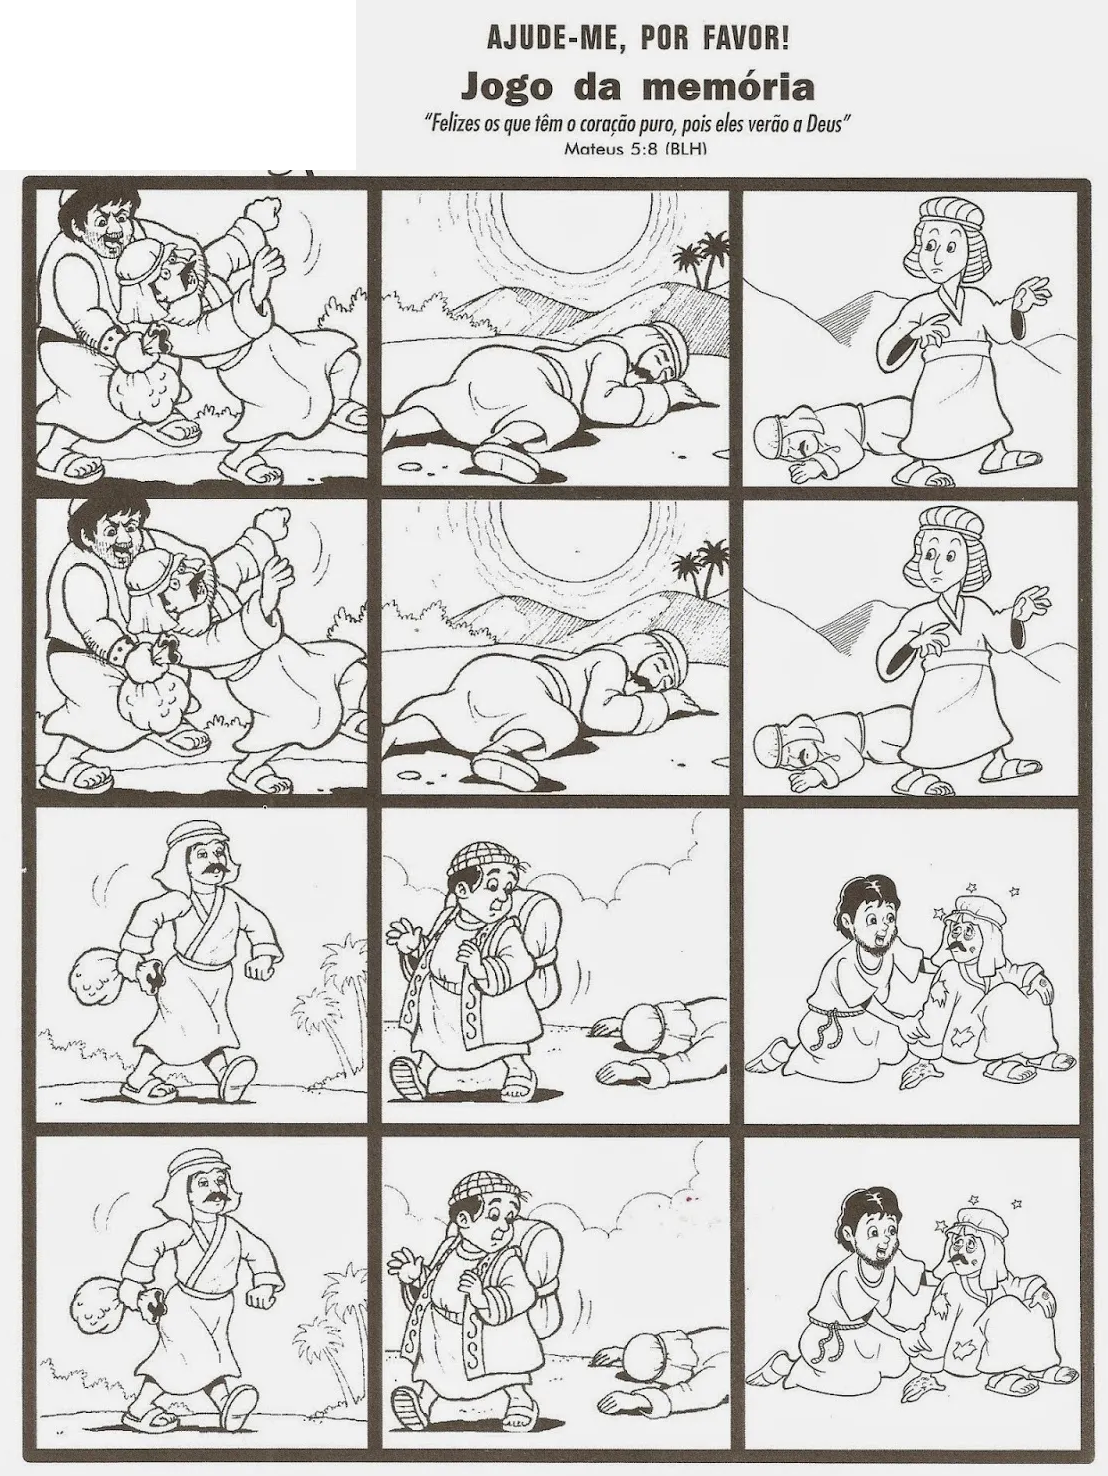 AJUDE-ME, POR FAVOR!
Jogo da memória
“Felizes os que têm o coração puro, pois eles verão a Deus”
Mateus 5:8 (BLH)